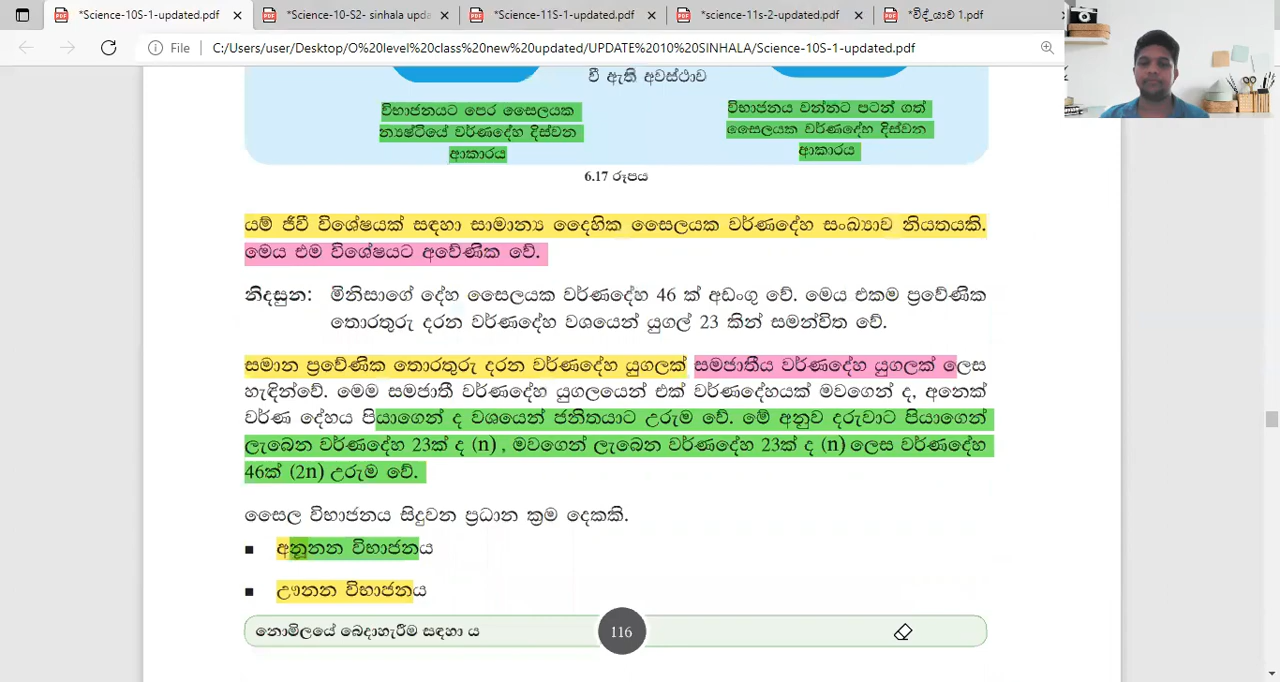 *Science-10S-1-updated.pdf
*Science-10-S2- sinhala upda
*Science-11S-1-updated.pdf
*science-11s-2-updated.pdf
*විද්‍යාව 1.pdf
File
C:/Users/user/Desktop/O%20level%20class%20new%20updated/UPDATE%2010%20SINHALA/Science-10S-1-updated.pdf
වී ඇති අවස්ථාව
විභාජනයට පෙර සෛලයක
න්‍යෂ්ටියේ වර්ණදේහ දිස්වන
ආකාරය
විභාජනය වන්නට පටන් ගත්
සෛලයක වර්ණදේහ දිස්වන
ආකාරය
6.17 රූපය
යම් ජීවී විශේෂයක් සඳහා සාමාන්‍ය දෛහික සෛලයක වර්ණදේහ සංඛ්‍යාව නියතයකි.
මෙය එම විශේෂයට අවේණික වේ.
නිදසුන: මිනිසාගේ දේහ සෛලයක වර්ණදේහ 46 ක් අඩංගු වේ. මෙය එකම ප්‍රවේණික
තොරතුරු දරන වර්ණදේහ වශයෙන් යුගල් 23 කින් සමන්විත වේ.
සමාන ප්‍රවේණික තොරතුරු දරන වර්ණදේහ යුගලක් සමජාතීය වර්ණදේහ යුගලක් ලෙස
හැඳින්වේ. මෙම සමජාතී වර්ණදේහ යුගලයෙන් එක් වර්ණදේහයක් මවගෙන් ද, අනෙක්
වර්ණ දේහය පියාගෙන් ද වශයෙන් ජනිතයාට උරුම වේ. මේ අනුව දරුවාට පියාගෙන්
ලැබෙන වර්ණදේහ 23ක් ද (n) , මවගෙන් ලැබෙන වර්ණදේහ 23ක් ද (n) ලෙස වර්ණදේහ
46ක් (2n) උරුම වේ.
සෛල විභාජනය සිදුවන ප්‍රධාන ක්‍රම දෙකකි.
■ අනූනන විභාජනය
■ ඌනන විභාජනය
නොමිලයේ බෙදාහැරීම සඳහා ය
116